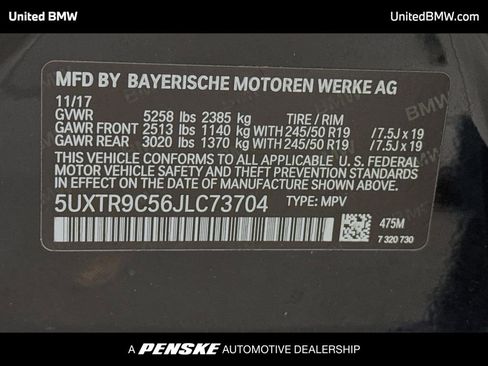 United BMW
UnitedBMW.com
MFD BY BAYERISCHE MOTOREN WERKE AG
11/17
GVWR 5258 lbs 2385 kg TIRE / RIM
GAWR FRONT 2513 lbs 1140 kg WITH 245/50 R19 / 7.5J x 19
GAWR REAR 3020 lbs 1370 kg WITH 245/50 R19 / 7.5J x 19
THIS VEHICLE CONFORMS TO ALL APPLICABLE U. S. FEDERAL
MOTOR VEHICLE SAFETY, BUMPER, AND THEFT PREVENTION
STANDARDS IN EFFECT ON THE DATE OF MANUFACTURE SHOWN ABOVE.
5UXTR9C56JLC73704 TYPE: MPV
475M
7 320 730
A PENSKE AUTOMOTIVE DEALERSHIP